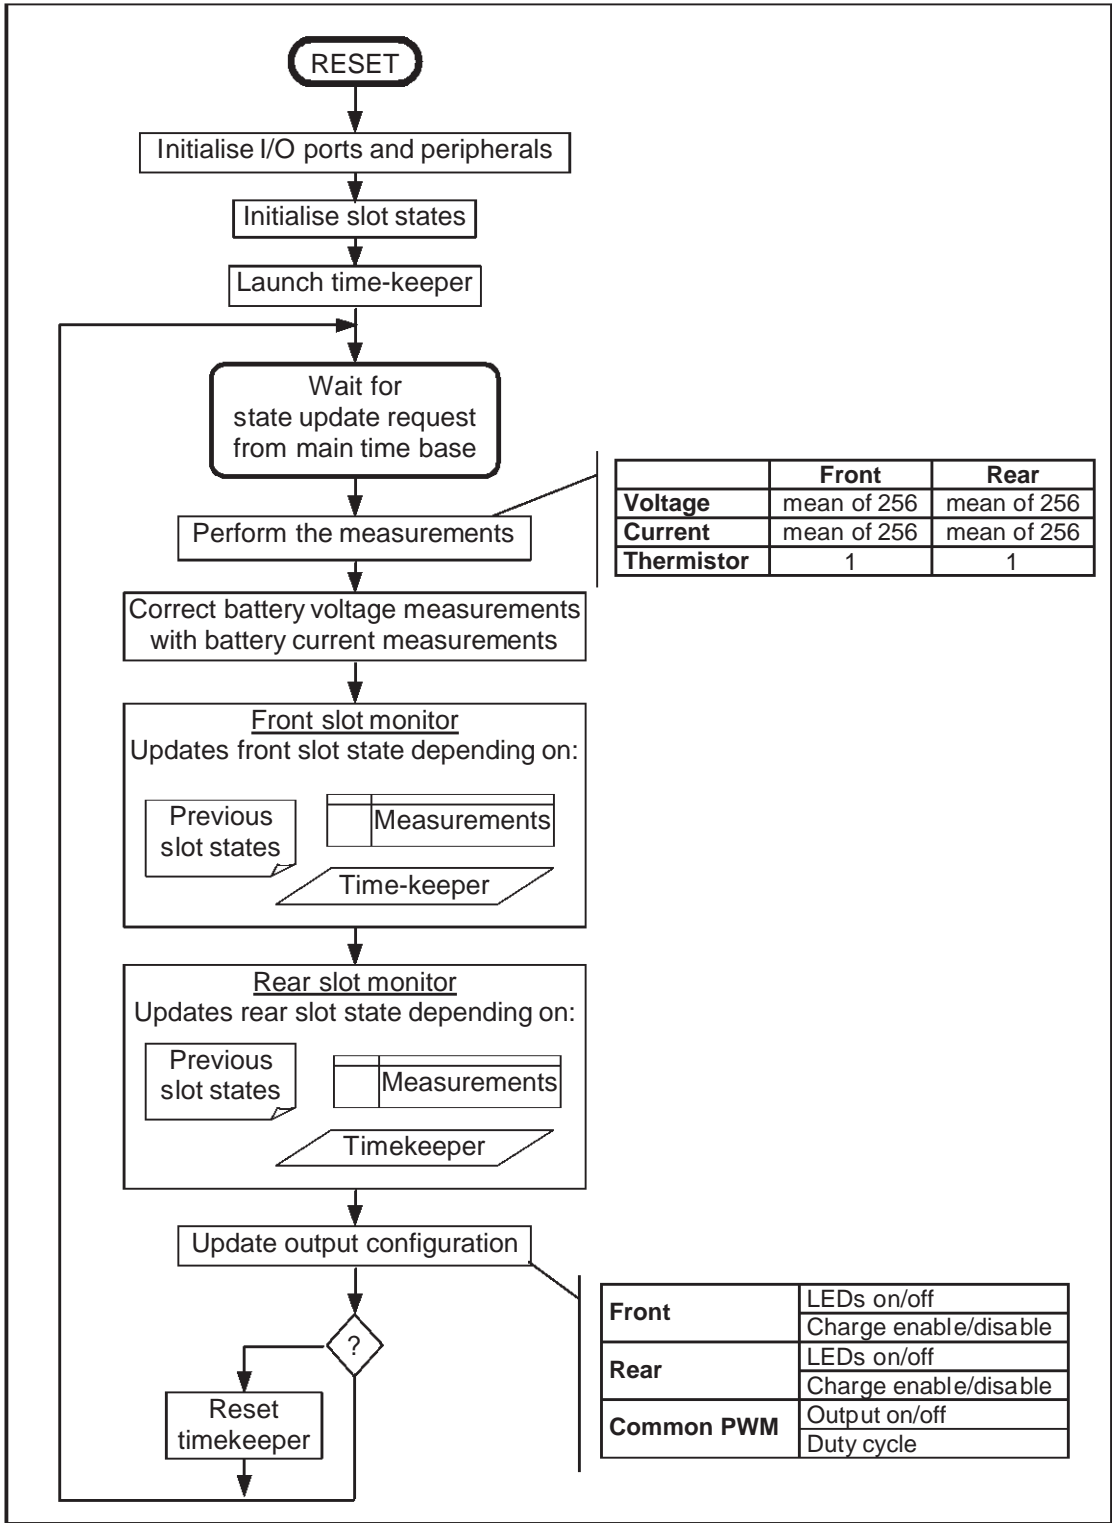 RESET
Initialise I/O ports and peripherals
Initialise slot states
Launch time-keeper
Wait for
state update request
from main time base
Front Rear
Voltage mean of 256 mean of 256
Current mean of 256 mean of 256
Thermistor 1 1
Perform the measurements
Correct battery voltage measurements
with battery current measurements
Front slot monitor
Updates front slot state depending on:
Previous
slot states
Measurements
Time-keeper
Rear slot monitor
Updates rear slot state depending on:
Previous
slot states
Measurements
Timekeeper
Update output configuration
Front
LEDs on/off
Charge enable/disable
Rear
LEDs on/off
Charge enable/disable
Common PWM
Output on/off
Duty cycle
?
Reset
timekeeper